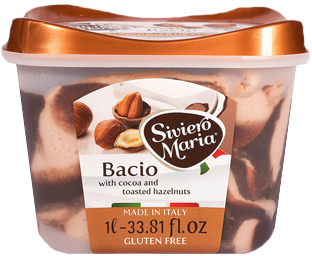 Siviero
Maria®
Bacio
with cocoa and
toasted hazelnuts
MADE IN ITALY
1l-33.81 fl.oz
GLUTEN FREE